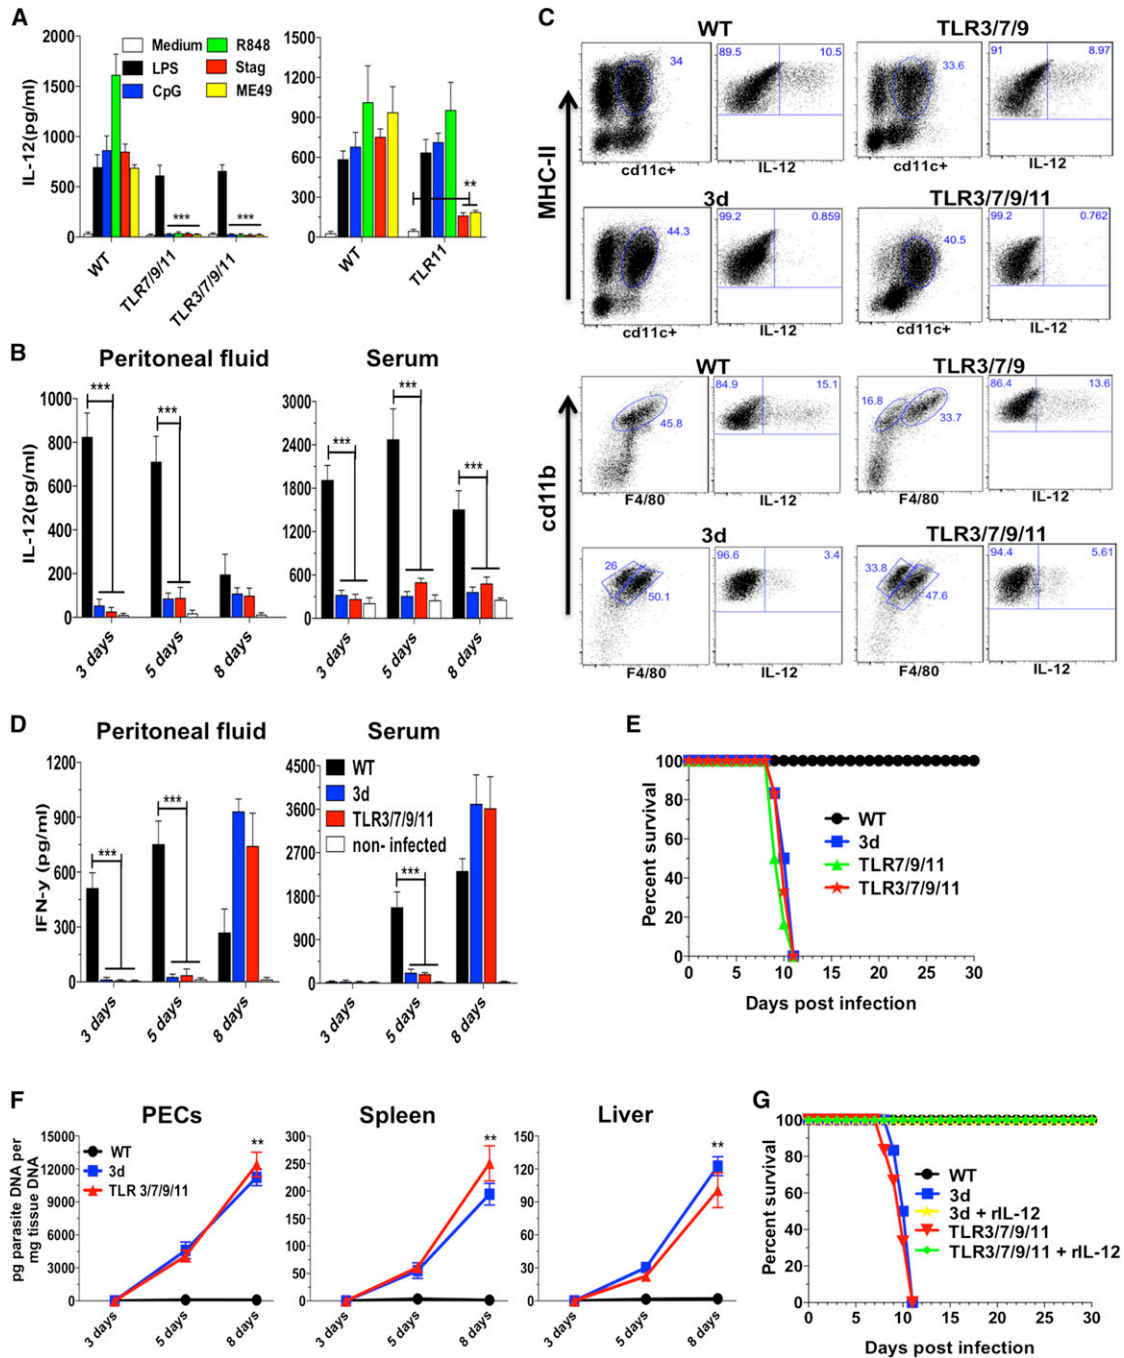 A
IL-12(pg/ml)
2000
1500
1000
500
0
Medium
LPS
CpG
R848
Stag
ME49
***
***
WT
TLR7/9/11
TLR3/7/9/11
1500
1200
900
600
300
0
**
WT
TLR11
B
Peritoneal fluid
Serum
IL-12(pg/ml)
1000
800
600
400
200
0
***
***
3 days
5 days
8 days
3000
2400
1800
1200
600
0
***
***
***
3 days
5 days
8 days
C
MHC-II
WT
TLR3/7/9
34
89.5
10.5
33.6
91
8.97
cd11c+
IL-12
cd11c+
IL-12
3d
TLR3/7/9/11
44.3
99.2
0.859
40.5
99.2
0.762
cd11c+
IL-12
cd11c+
IL-12
cd11b
WT
TLR3/7/9
45.8
84.9
15.1
16.8
33.7
86.4
13.6
F4/80
IL-12
F4/80
IL-12
3d
TLR3/7/9/11
26
50.1
96.6
3.4
33.8
47.6
94.4
5.61
F4/80
IL-12
F4/80
IL-12
D
Peritoneal fluid
Serum
IFN-y (pg/ml)
1200
900
600
300
0
***
***
3 days
5 days
8 days
4500
3600
2700
1800
900
0
WT
3d
TLR3/7/9/11
non- infected
***
3 days
5 days
8 days
E
Percent survival
100
80
60
40
20
0
WT
3d
TLR7/9/11
TLR3/7/9/11
0 5 10 15 20 25 30
Days post infection
F
PECs
Spleen
Liver
pg parasite DNA per
mg tissue DNA
15000
12000
9000
6000
3000
0
WT
3d
TLR 3/7/9/11
**
3 days
5 days
8 days
300
250
200
150
100
50
0
**
3 days
5 days
8 days
150
120
90
60
30
0
**
3 days
5 days
8 days
G
Percent survival
100
80
60
40
20
0
WT
3d
3d + rIL-12
TLR3/7/9/11
TLR3/7/9/11 + rIL-12
0 5 10 15 20 25 30
Days post infection